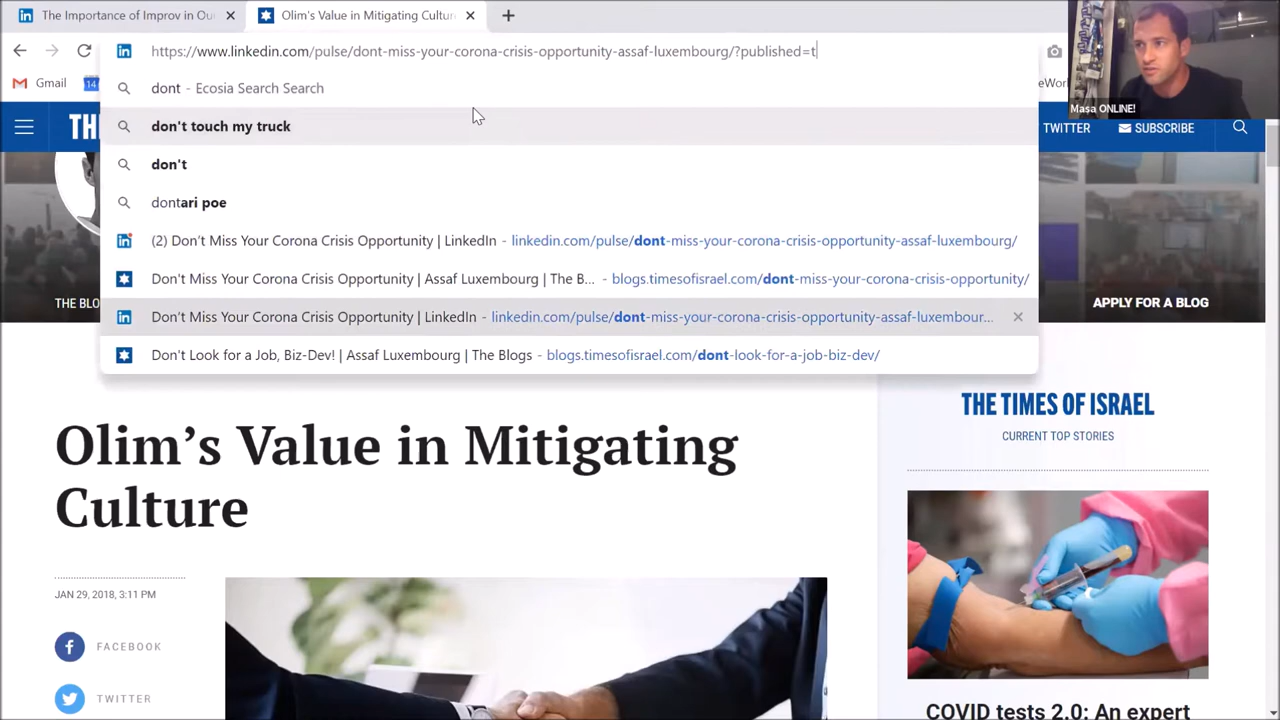 The Importance of Improv in Ou
Olim's Value in Mitigating Cultur
https://www.linkedin.com/pulse/dont-miss-your-corona-crisis-opportunity-assaf-luxembourg/?published=t
Gmail
14
dont - Ecosia Search Search
don't touch my truck
don't
dontari poe
(2) Don't Miss Your Corona Crisis Opportunity | LinkedIn - linkedin.com/pulse/dont-miss-your-corona-crisis-opportunity-assaf-luxembourg/
Don't Miss Your Corona Crisis Opportunity | Assaf Luxembourg | The B... - blogs.timesofisrael.com/dont-miss-your-corona-crisis-opportunity/
Don't Miss Your Corona Crisis Opportunity | LinkedIn - linkedin.com/pulse/dont-miss-your-corona-crisis-opportunity-assaf-luxembour...
Don't Look for a Job, Biz-Dev! | Assaf Luxembourg | The Blogs - blogs.timesofisrael.com/dont-look-for-a-job-biz-dev/
Masa ONLINE!
TWITTER
SUBSCRIBE
THE BLO
APPLY FOR A BLOG
Olim's Value in Mitigating
Culture
JAN 29, 2018, 3:11 PM
FACEBOOK
TWITTER
THE TIMES OF ISRAEL
CURRENT TOP STORIES
COVID tests 2.0: An expert